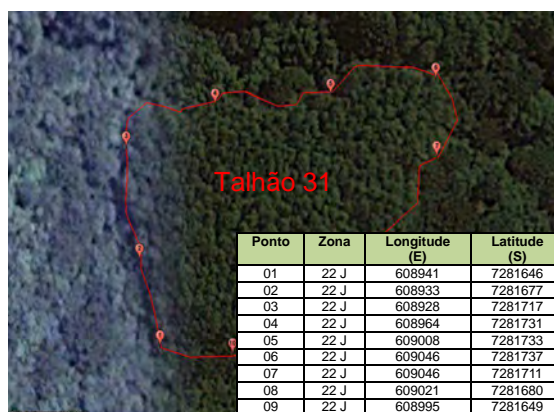 Talhão 31
Ponto Zona Longitude (E) Latitude (S)
01 22 J 608941 7281646
02 22 J 608933 7281677
03 22 J 608928 7281717
04 22 J 608964 7281731
05 22 J 609008 7281733
06 22 J 609046 7281737
07 22 J 609046 7281711
08 22 J 609021 7281680
09 22 J 608995 7281649